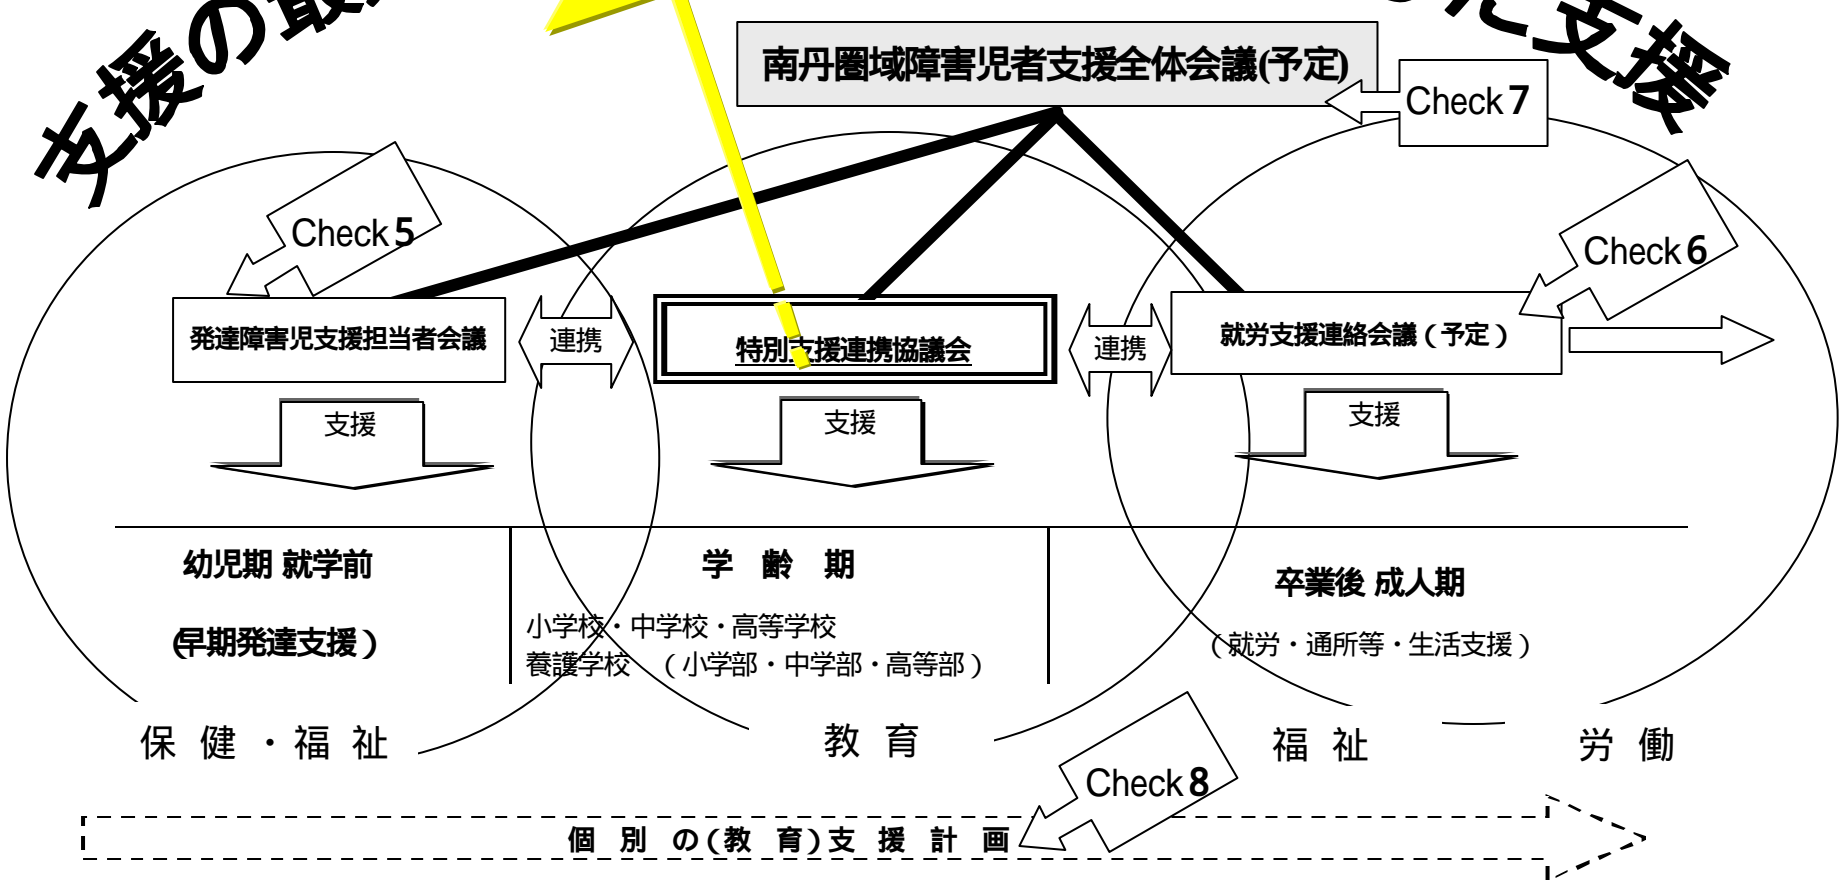 支援の最
に支援
南丹圏域障害児者支援全体会議(予定)
Check 7
Check 5
Check 6
発達障害児支援担当者会議
連携
特別支援連携協議会
連携
就労支援連絡会議（予定）
支援
支援
支援
幼児期 就学前
(早期発達支援）
学 齢 期
小学校・中学校・高等学校
養護学校 （小学部・中学部・高等部）
卒業後 成人期
（就労・通所等・生活支援）
保 健 ・ 福 祉
教 育
福 祉
労 働
Check 8
個 別 の(教 育)支 援 計 画